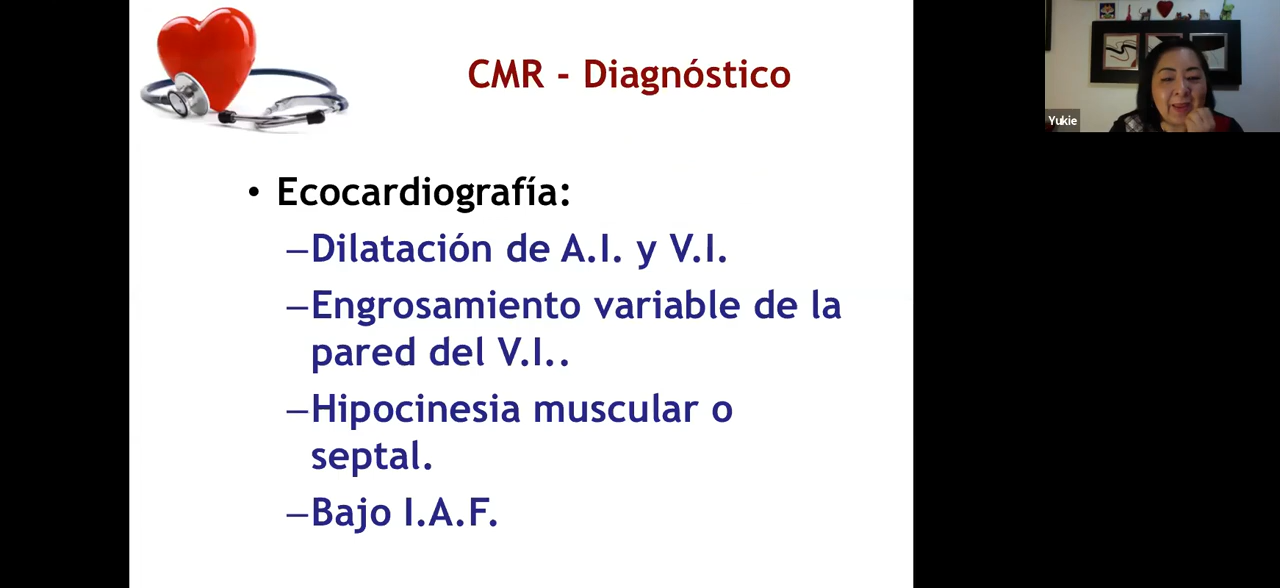 CMR - Diagnóstico
• Ecocardiografía:
–Dilatación de A.I. y V.I.
–Engrosamiento variable de la
pared del V.I..
–Hipocinesia muscular o
septal.
–Bajo I.A.F.
Yukie